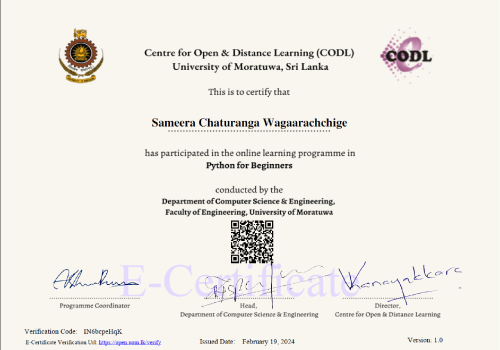 Centre for Open & Distance Learning (CODL)
University of Moratuwa, Sri Lanka
CODL
This is to certify that
Sameera Chaturanga Wagaarachchige
has participated in the online learning programme in
Python for Beginners
conducted by the
Department of Computer Science & Engineering,
Faculty of Engineering, University of Moratuwa
E-Certificate
Programme Coordinator
Head,
Department of Computer Science & Engineering
Director,
Centre for Open & Distance Learning
Verification Code: IN6bcpeHqK
E-Certificate Verification Url: https://open.uom.lk/verify
Issued Date: February 19, 2024
Version: 1.0